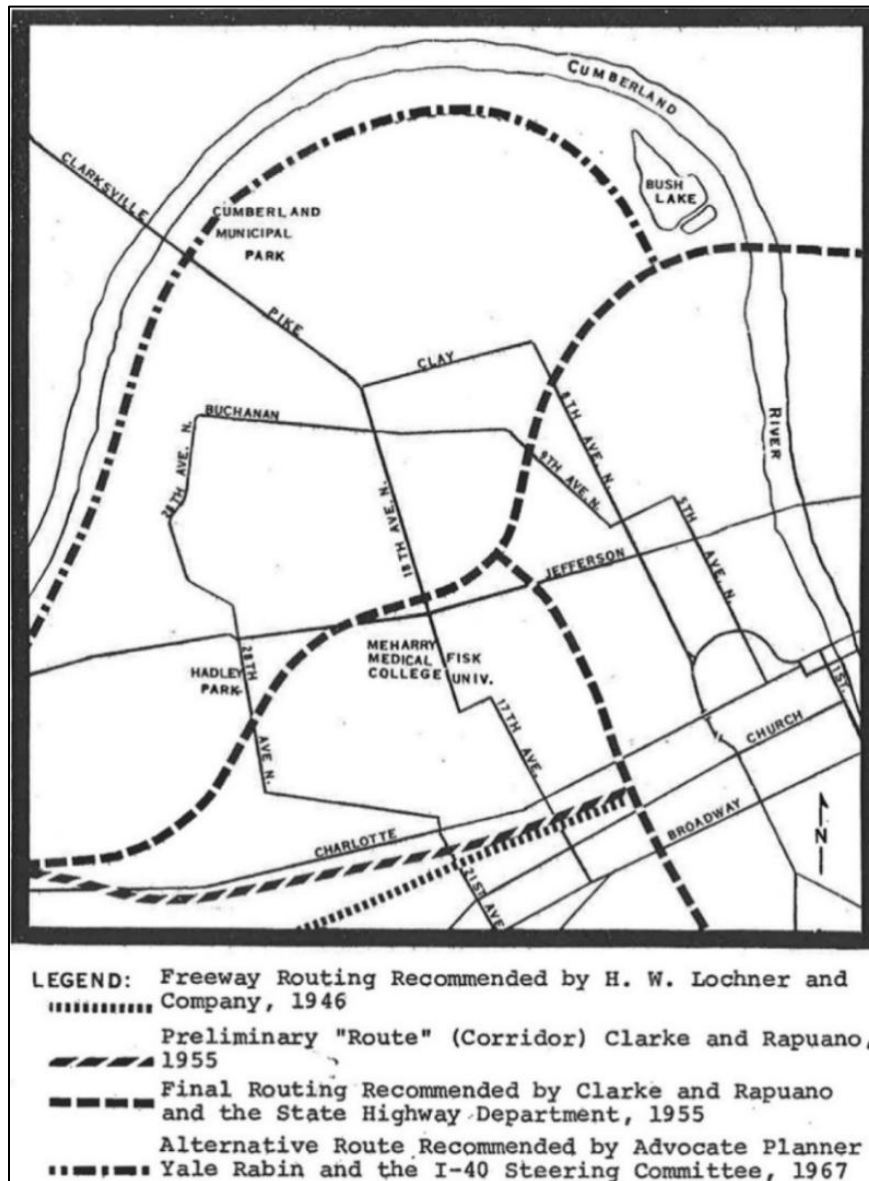 CUMBERLAND
CLARKSVILLE
BUSH
LAKE
CUMBERLAND
MUNICIPAL
PARK
PIKE
CLAY
8TH AVE. N.
BUCHANAN
RIVER
28TH AVE. N.
9TH AVE. N.
18TH AVE. N.
5TH AVE. N.
JEFFERSON
MEHARRY
MEDICAL
COLLEGE
FISK
UNIV.
HADLEY
PARK
28TH AVE N.
17TH AVE.
1ST.
CHURCH
BROADWAY
CHARLOTTE
21ST AVE
N
LEGEND: Freeway Routing Recommended by H. W. Lochner and
Company, 1946
Preliminary "Route" (Corridor) Clarke and Rapuano,
1955
Final Routing Recommended by Clarke and Rapuano
and the State Highway Department, 1955
Alternative Route Recommended by Advocate Planner
Yale Rabin and the I-40 Steering Committee, 1967